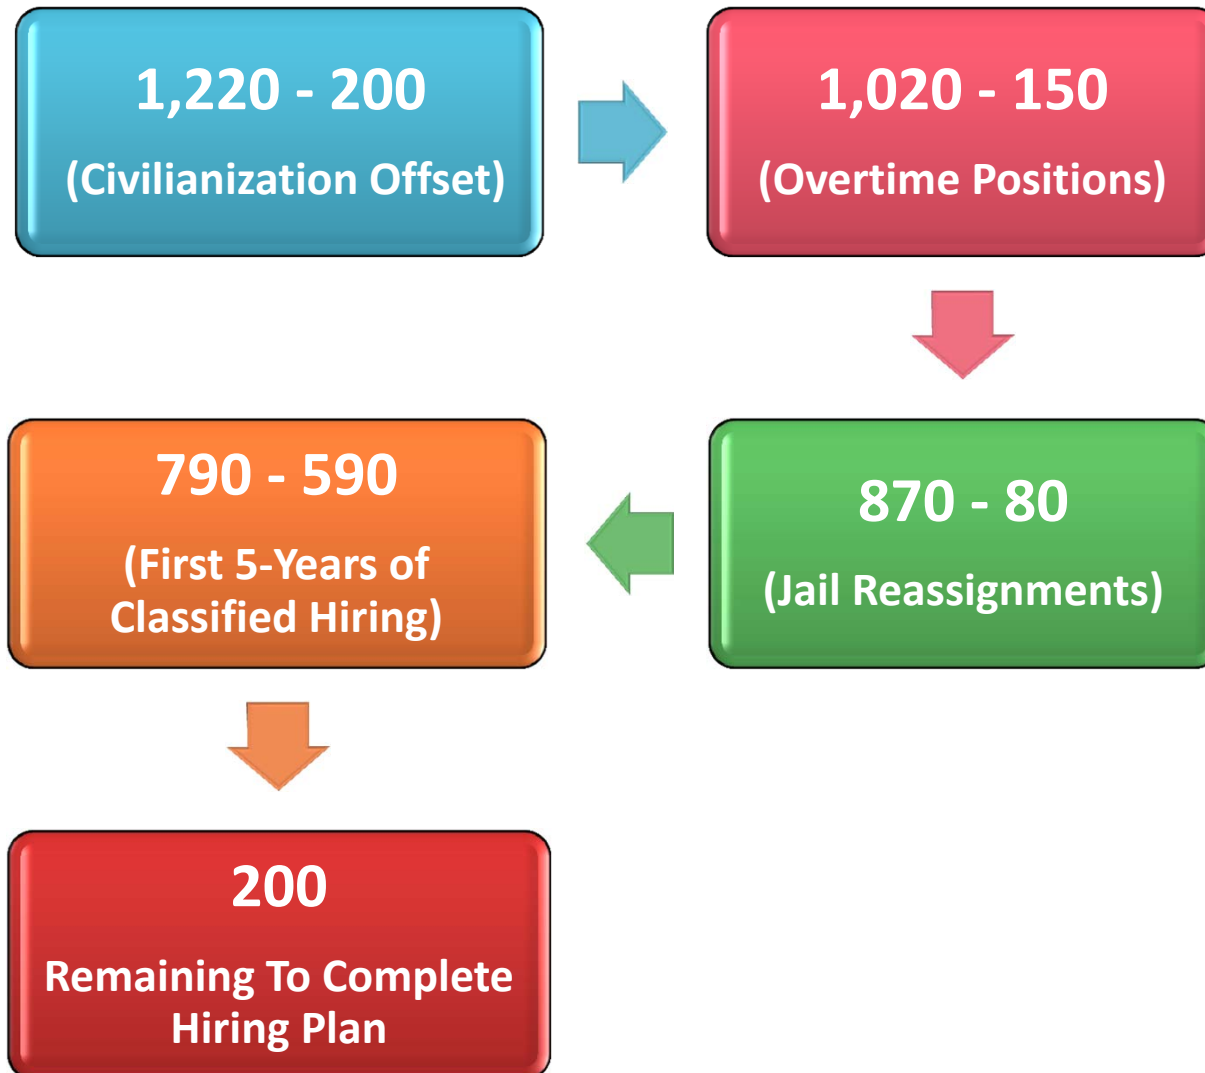 1,220 - 200
(Civilianization Offset)
1,020 - 150
(Overtime Positions)
870 - 80
(Jail Reassignments)
790 - 590
(First 5-Years of
Classified Hiring)
200
Remaining To Complete
Hiring Plan